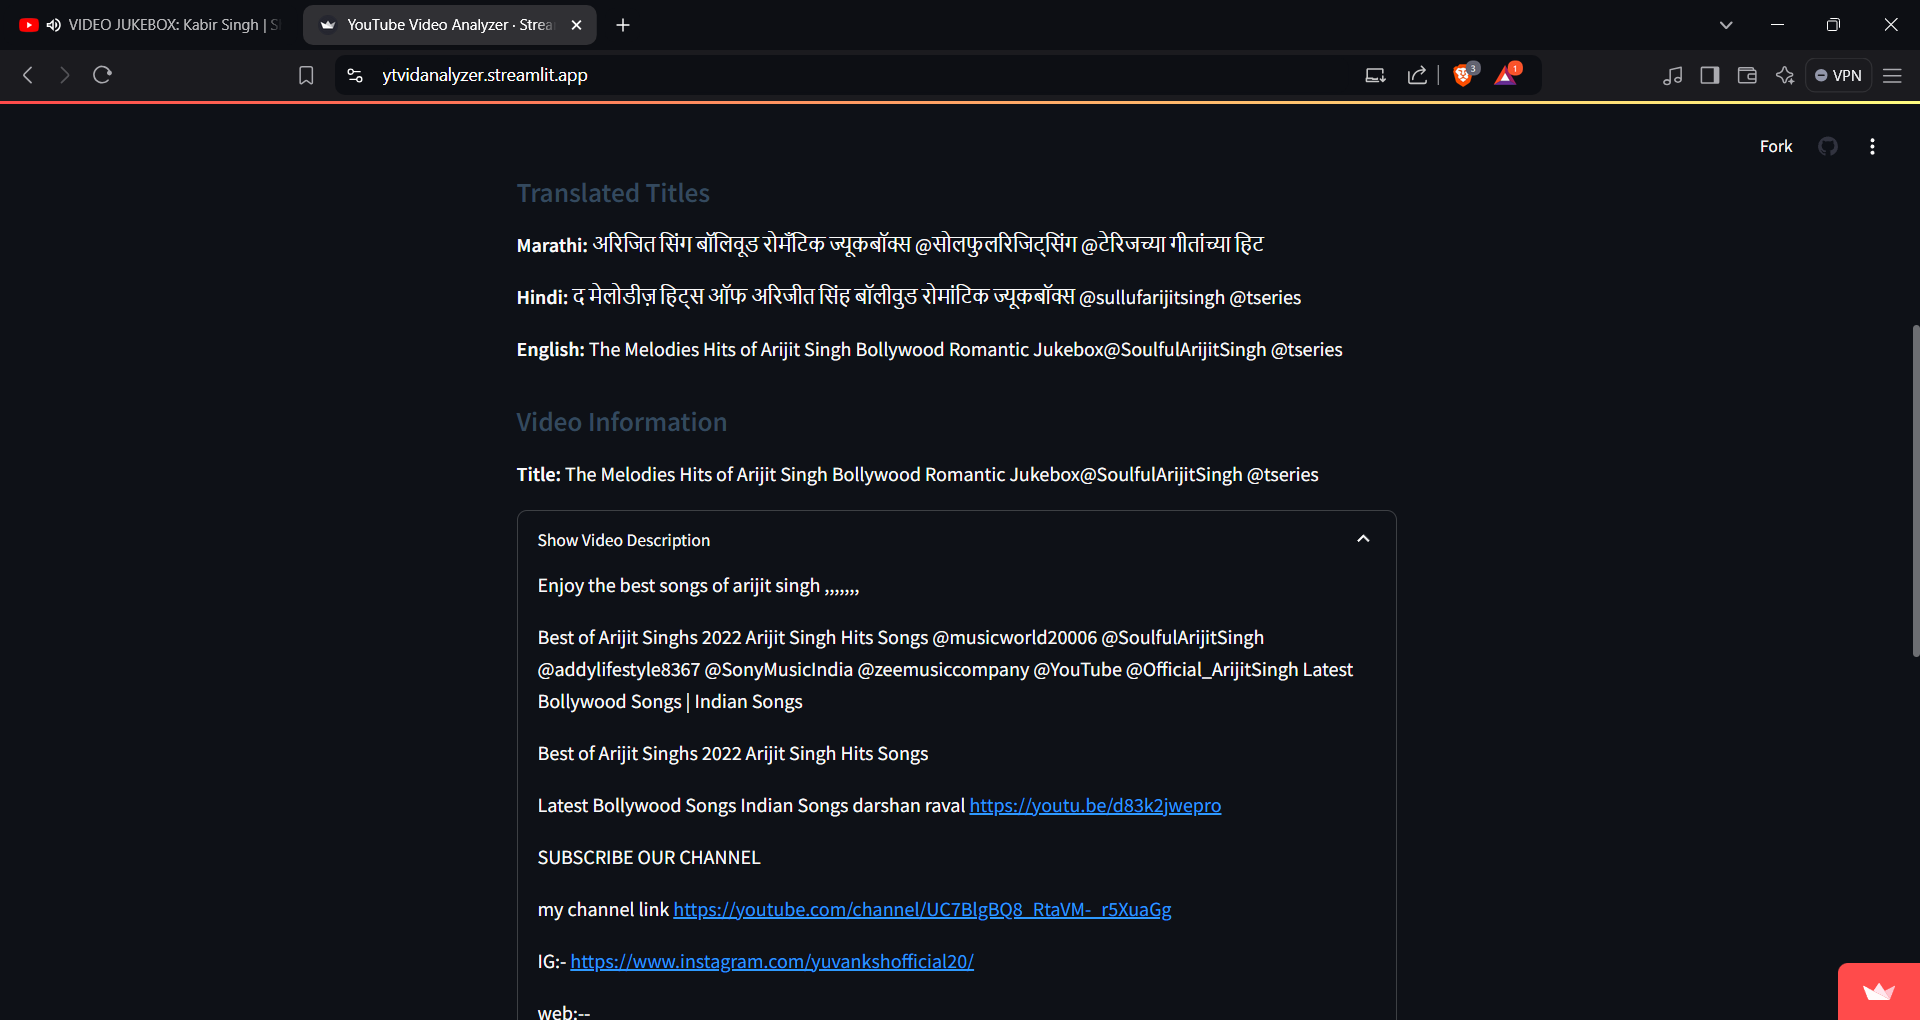 VIDEO JUKEBOX: Kabir Singh |
YouTube Video Analyzer · Strea
ytvidanalyzer.streamlit.app
3
1
VPN
Fork
Translated Titles
Marathi: अरिजित सिंग बॉलिवूड रोमँटिक ज्यूकबॉक्स @सोलफुलरिजिट्सिंग @टेरिजच्या गीतांच्या हिट
Hindi: द मेलोडीज़ हिट्स ऑफ अरिजीत सिंह बॉलीवुड रोमांटिक ज्यूकबॉक्स @sullufarijitsingh @tseries
English: The Melodies Hits of Arijit Singh Bollywood Romantic Jukebox@SoulfulArijitSingh @tseries
Video Information
Title: The Melodies Hits of Arijit Singh Bollywood Romantic Jukebox@SoulfulArijitSingh @tseries
Show Video Description
Enjoy the best songs of arijit singh ,,,,,,,
Best of Arijit Singhs 2022 Arijit Singh Hits Songs @musicworld20006 @SoulfulArijitSingh
@addylifestyle8367 @SonyMusicIndia @zeemusiccompany @YouTube @Official_ArijitSingh Latest
Bollywood Songs | Indian Songs
Best of Arijit Singhs 2022 Arijit Singh Hits Songs
Latest Bollywood Songs Indian Songs darshan raval https://youtu.be/d83k2jwepro
SUBSCRIBE OUR CHANNEL
my channel link https://youtube.com/channel/UC7BlgBQ8_RtaVM-_r5XuaGg
IG:- https://www.instagram.com/yuvankshofficial20/
web:--